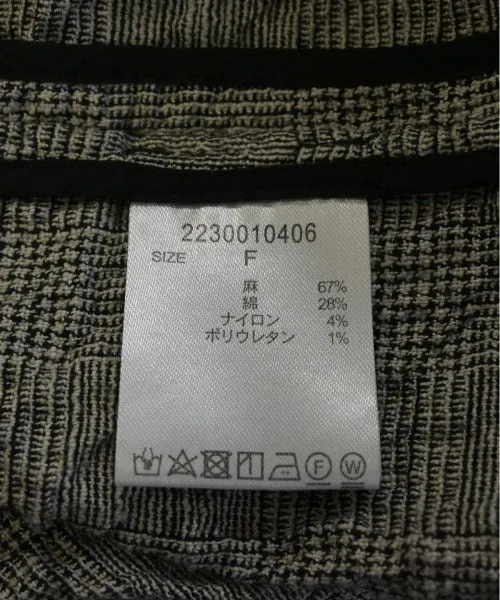 2230010406
SIZE F
麻 67%
綿 28%
ナイロン 4%
ポリウレタン 1%
F W